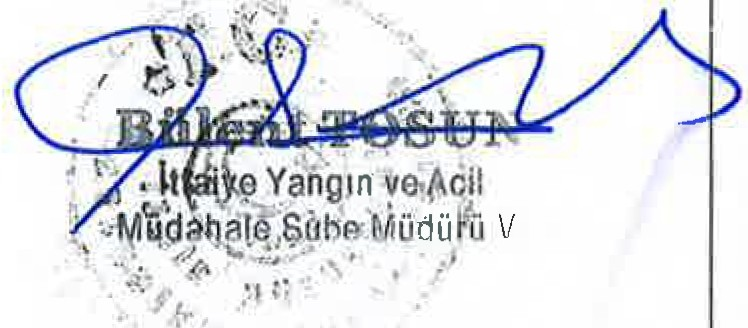 Bülent TOSUN
İtfaiye Yangın ve Acil
Müdahale Şube Müdürü V